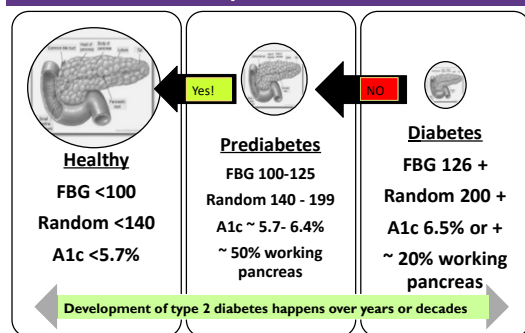 Yes!
NO
Healthy
FBG <100
Random <140
A1c <5.7%
Prediabetes
FBG 100-125
Random 140 - 199
A1c ~ 5.7- 6.4%
~ 50% working
pancreas
Diabetes
FBG 126 +
Random 200 +
A1c 6.5% or +
~ 20% working
pancreas
Development of type 2 diabetes happens over years or decades